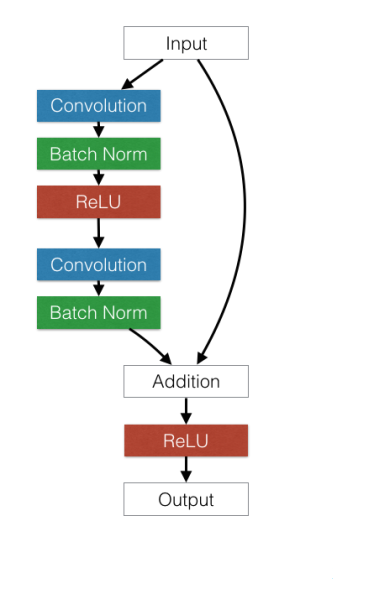 Input
Convolution
Batch Norm
ReLU
Convolution
Batch Norm
Addition
ReLU
Output